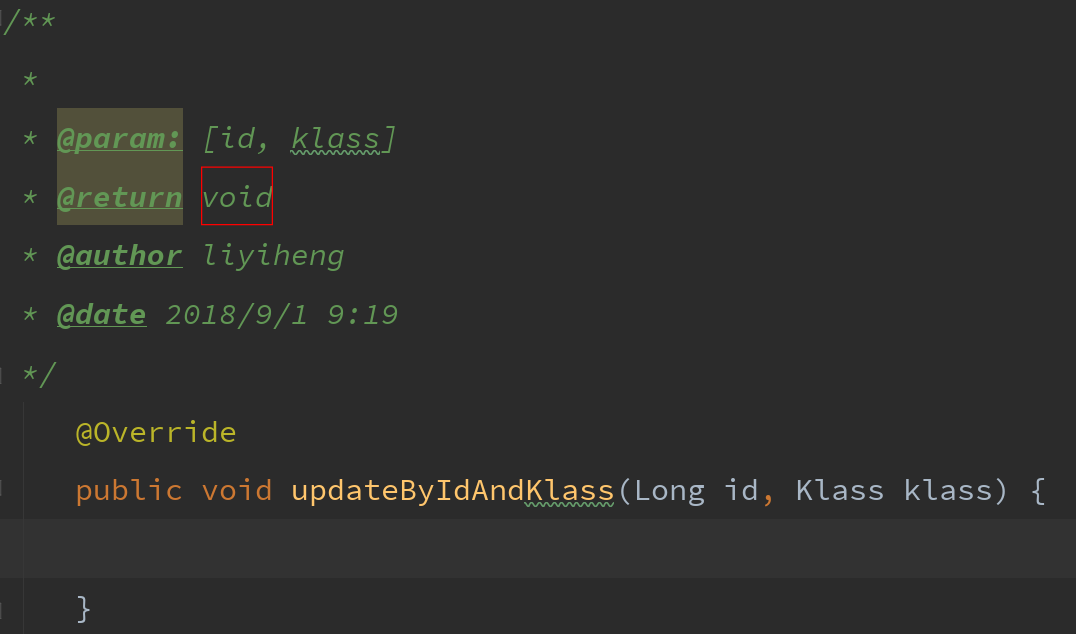 /**
*
* @param: [id, klass]
* @return void
* @author liyiheng
* @date 2018/9/1 9:19
*/
@Override
public void updateByIdAndKlass(Long id, Klass klass) {
}